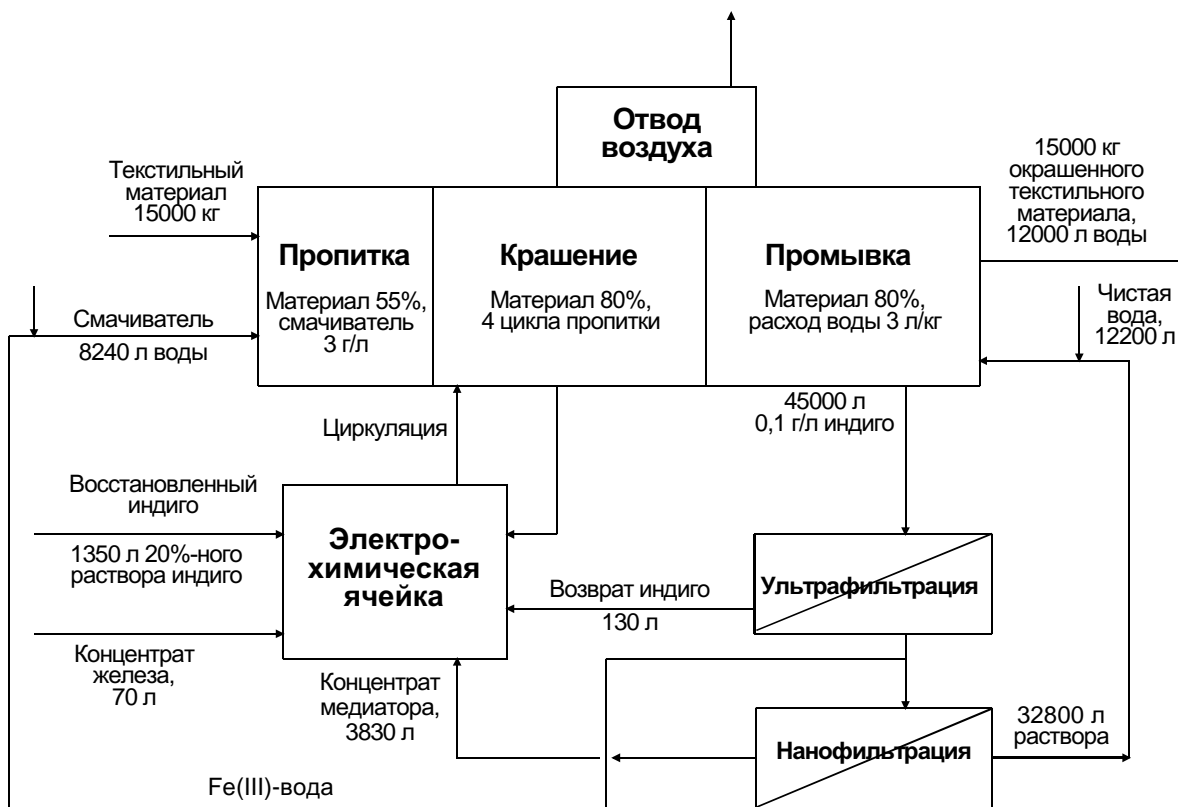 Отвод
воздуха
Текстильный
материал
15000 кг
15000 кг
окрашенного
текстильного
материала,
12000 л воды
Пропитка
Материал 55%,
смачиватель
3 г/л
Крашение
Материал 80%,
4 цикла пропитки
Промывка
Материал 80%,
расход воды 3 л/кг
Смачиватель
8240 л воды
Чистая
вода,
12200 л
Циркуляция
45000 л
0,1 г/л индиго
Восстановленный
индиго
1350 л 20%-ного
раствора индиго
Электро-
химическая
ячейка
Возврат индиго
130 л
Ультрафильтрация
Концентрат
железа,
70 л
Концентрат
медиатора,
3830 л
Нанофильтрация
32800 л
раствора
Fe(III)-вода